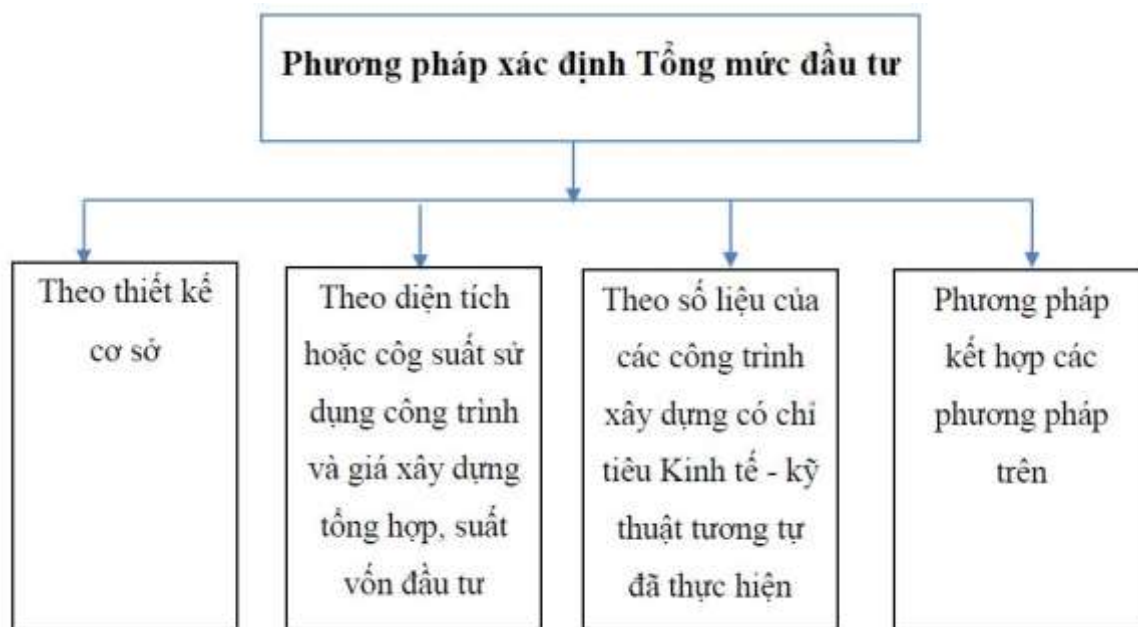 Phương pháp xác định Tổng mức đầu tư
Theo thiết kế
cơ sở
Theo diện tích
hoặc côg suất sử
dụng công trình
và giá xây dựng
tổng hợp, suất
vốn đầu tư
Theo số liệu của
các công trình
xây dựng có chỉ
tiêu Kinh tế - kỹ
thuật tương tự
đã thực hiện
Phương pháp
kết hợp các
phương pháp
trên